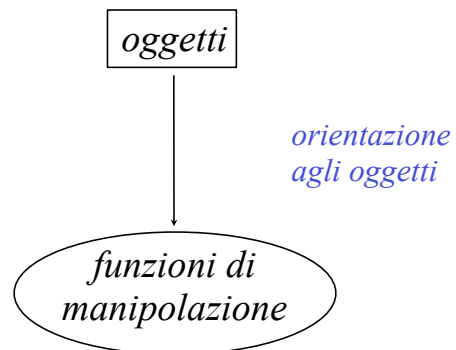 oggetti
orientazione
agli oggetti
funzioni di
manipolazione